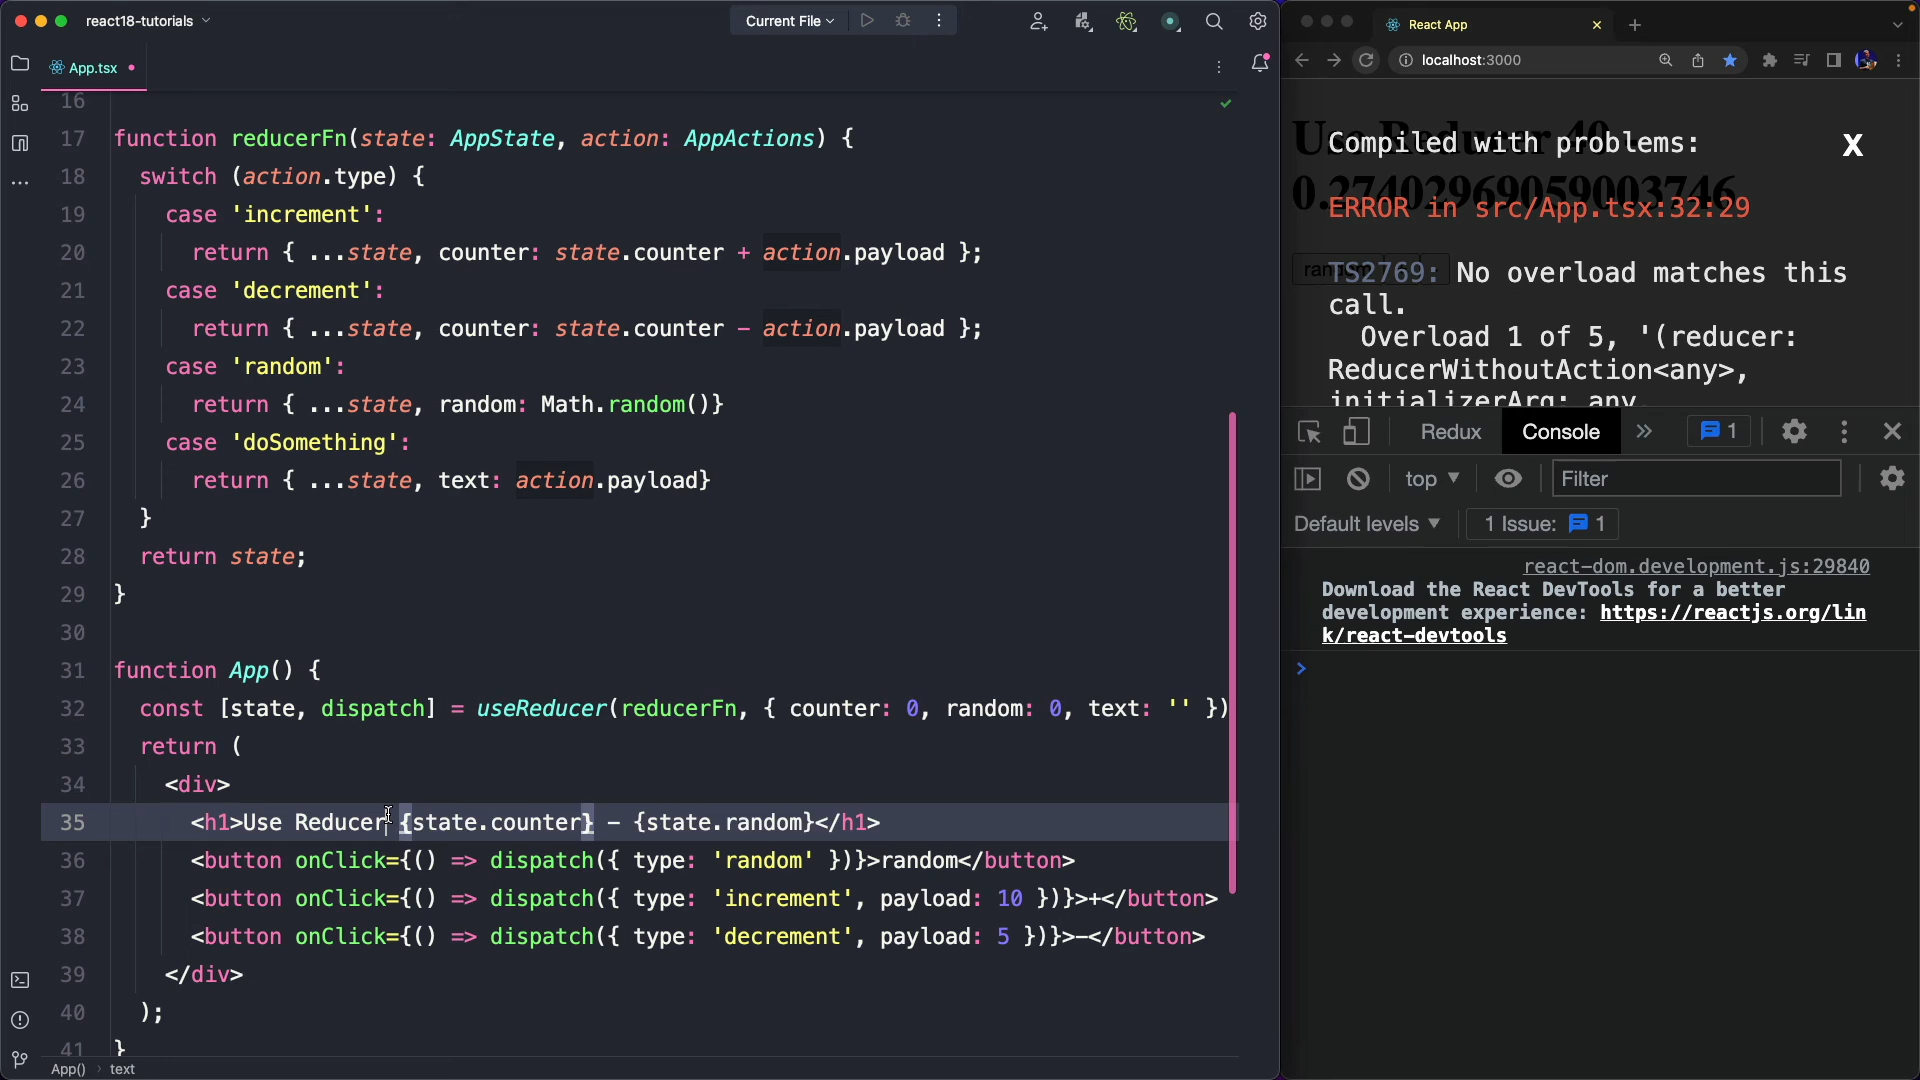 react18-tutorials
Current File
App.tsx
16
17 function reducerFn(state: AppState, action: AppActions) {
18 switch (action.type) {
19 case 'increment':
20 return { ...state, counter: state.counter + action.payload };
21 case 'decrement':
22 return { ...state, counter: state.counter - action.payload };
23 case 'random':
24 return { ...state, random: Math.random()}
25 case 'doSomething':
26 return { ...state, text: action.payload}
27 }
28 return state;
29 }
30
31 function App() {
32 const [state, dispatch] = useReducer(reducerFn, { counter: 0, random: 0, text: '' })
33 return (
34 <div>
35 <h1>Use Reducer {state.counter} - {state.random}</h1>
36 <button onClick={() => dispatch({ type: 'random' })}>random</button>
37 <button onClick={() => dispatch({ type: 'increment', payload: 10 })}>+</button>
38 <button onClick={() => dispatch({ type: 'decrement', payload: 5 })}>-</button>
39 </div>
40 );
41 }
App() › text
React App
localhost:3000
Use Reducer 40 -
0.27402969059003746
random
Compiled with problems:
X
ERROR in src/App.tsx:32:29
TS2769: No overload matches this
call.
Overload 1 of 5, '(reducer:
ReducerWithoutAction<any>,
initializerArg: any,
Redux
Console
1
top
Filter
Default levels
1 Issue: 1
react-dom.development.js:29840
Download the React DevTools for a better
development experience: https://reactjs.org/lin
k/react-devtools